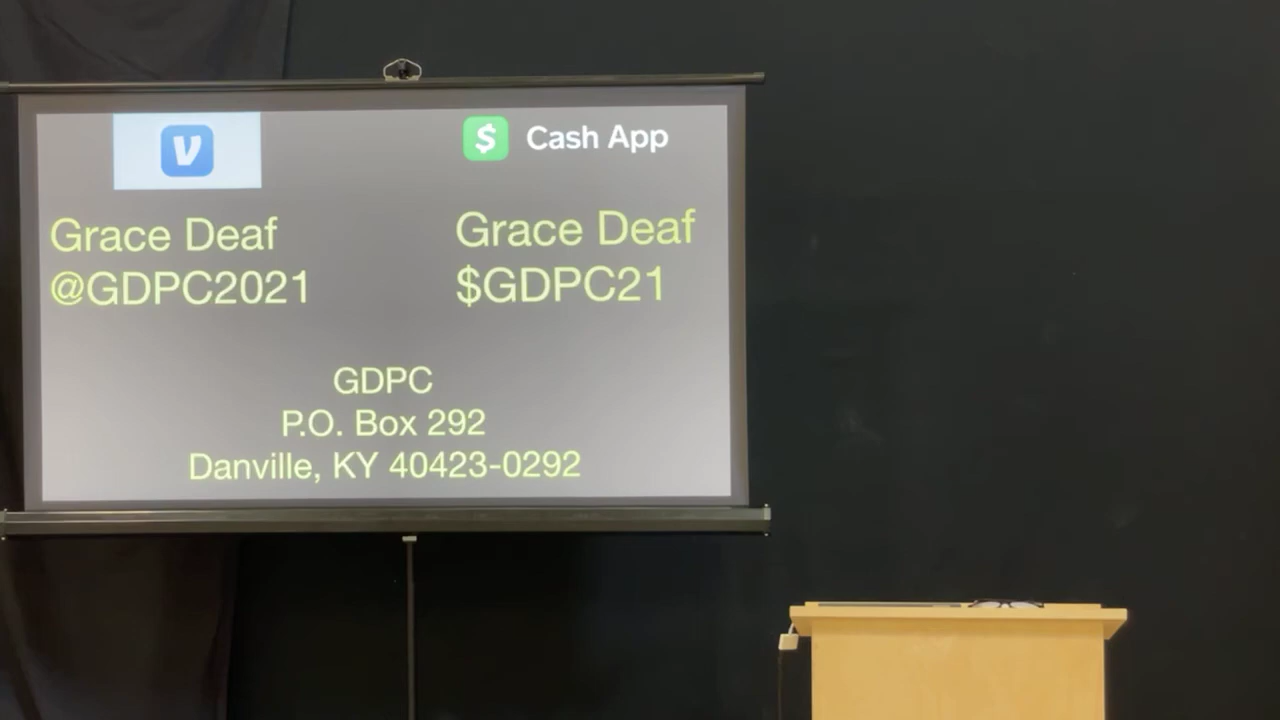 V
$ Cash App
Grace Deaf
@GDPC2021
Grace Deaf
$GDPC21
GDPC
P.O. Box 292
Danville, KY 40423-0292